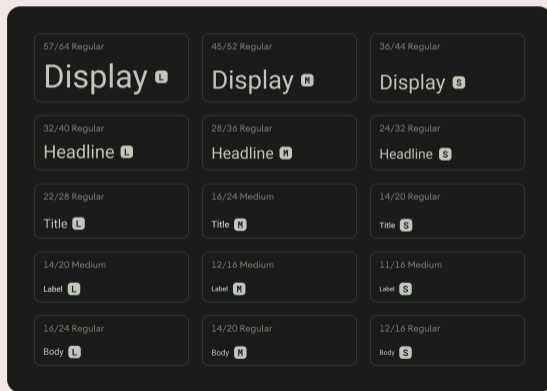 57/64 Regular
Display L
45/52 Regular
Display M
36/44 Regular
Display S
32/40 Regular
Headline L
28/36 Regular
Headline M
24/32 Regular
Headline S
22/28 Regular
Title L
16/24 Medium
Title M
14/20 Regular
Title S
14/20 Medium
Label L
12/16 Medium
Label M
11/16 Medium
Label S
16/24 Regular
Body L
14/20 Regular
Body M
12/16 Regular
Body S